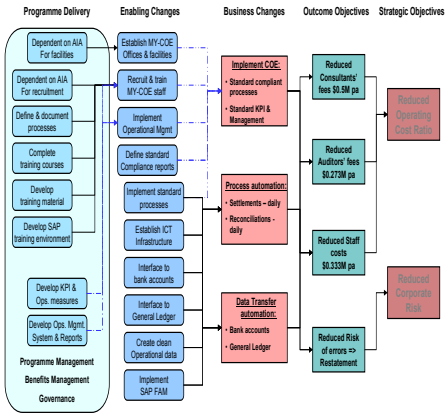 Programme Delivery
Enabling Changes
Business Changes
Outcome Objectives
Strategic Objectives
Dependent on AIA
For facilities
Dependent on AIA
For recruitment
Define & document
processes
Complete
training courses
Develop
training material
Develop SAP
training environment
Develop KPI &
Ops. measures
Develop Ops. Mgmt.
System & Reports
Programme Management
Benefits Management
Governance
Establish MY-COE
Offices & facilities
Recruit & train
MY-COE staff
Implement
Operational Mgmt
Define standard
Compliance reports
Implement standard
processes
Establish ICT
Infrastructure
Interface to
bank accounts
Interface to
General Ledger
Create clean
Operational data
Implement
SAP FAM
Implement COE:
• Standard compliant
processes
• Standard KPI &
Management
Process automation:
• Settlements – daily
• Reconciliations -
daily
Data Transfer
automation:
• Bank accounts
• General Ledger
Reduced
Consultants'
fees $0.5M pa
Reduced
Auditors' fees
$0.273M pa
Reduced Staff
costs
$0.333M pa
Reduced Risk
of errors =>
Restatement
Reduced
Operating
Cost Ratio
Reduced
Corporate
Risk